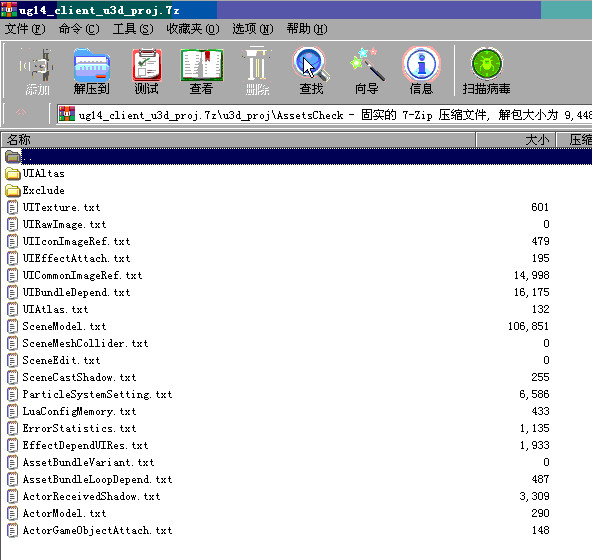 ug14_client_u3d_proj.7z
文件(F) 命令(C) 工具(S) 收藏夹(O) 选项(N) 帮助(H)
添加 解压到 测试 查看 删除 查找 向导 信息 扫描病毒
ug14_client_u3d_proj.7z\u3d_proj\AssetsCheck - 固实的 7-Zip 压缩文件, 解包大小为 9,448
名称 大小 压缩
..
UIAltas
Exclude
UITexture.txt 601
UIRawImage.txt 0
UIIconImageRef.txt 479
UIEffectAttach.txt 195
UICommonImageRef.txt 14,998
UIBundleDepend.txt 16,175
UIAtlas.txt 132
SceneModel.txt 106,851
SceneMeshCollider.txt 0
SceneEdit.txt 0
SceneCastShadow.txt 255
ParticleSystemSetting.txt 6,586
LuaConfigMemory.txt 433
ErrorStatistics.txt 1,135
EffectDependUIRes.txt 1,933
AssetBundleVariant.txt 0
AssetBundleLoopDepend.txt 487
ActorReceivedShadow.txt 3,309
ActorModel.txt 290
ActorGameObjectAttach.txt 148